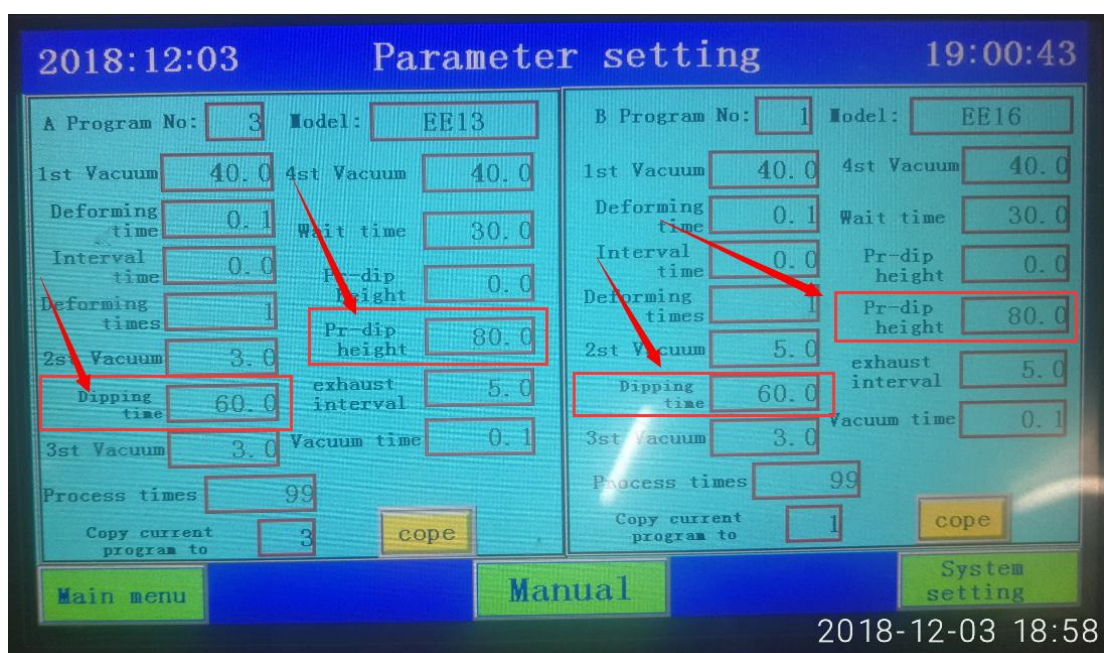 2018:12:03 Parameter setting 19:00:43
A Program No: 3 Model: EE13
1st Vacuum 40.0 4st Vacuum 40.0
Deforming time 0.1 Wait time 30.0
Interval time 0.0 Pr-dip height 0.0
Deforming times 1 Pr-dip height 80.0
2st Vacuum 3.0 exhaust interval 5.0
Dipping time 60.0 Vacuum time 0.1
3st Vacuum 3.0
Process times 99
Copy current program to 3 cope
B Program No: 1 Model: EE16
1st Vacuum 40.0 4st Vacuum 40.0
Deforming time 0.1 Wait time 30.0
Interval time 0.0 Pr-dip height 0.0
Deforming times 1 Pr-dip height 80.0
2st Vacuum 5.0 exhaust interval 5.0
Dipping time 60.0 Vacuum time 0.1
3st Vacuum 3.0
Process times 99
Copy current program to 1 cope
Main menu Manual System setting
2018-12-03 18:58